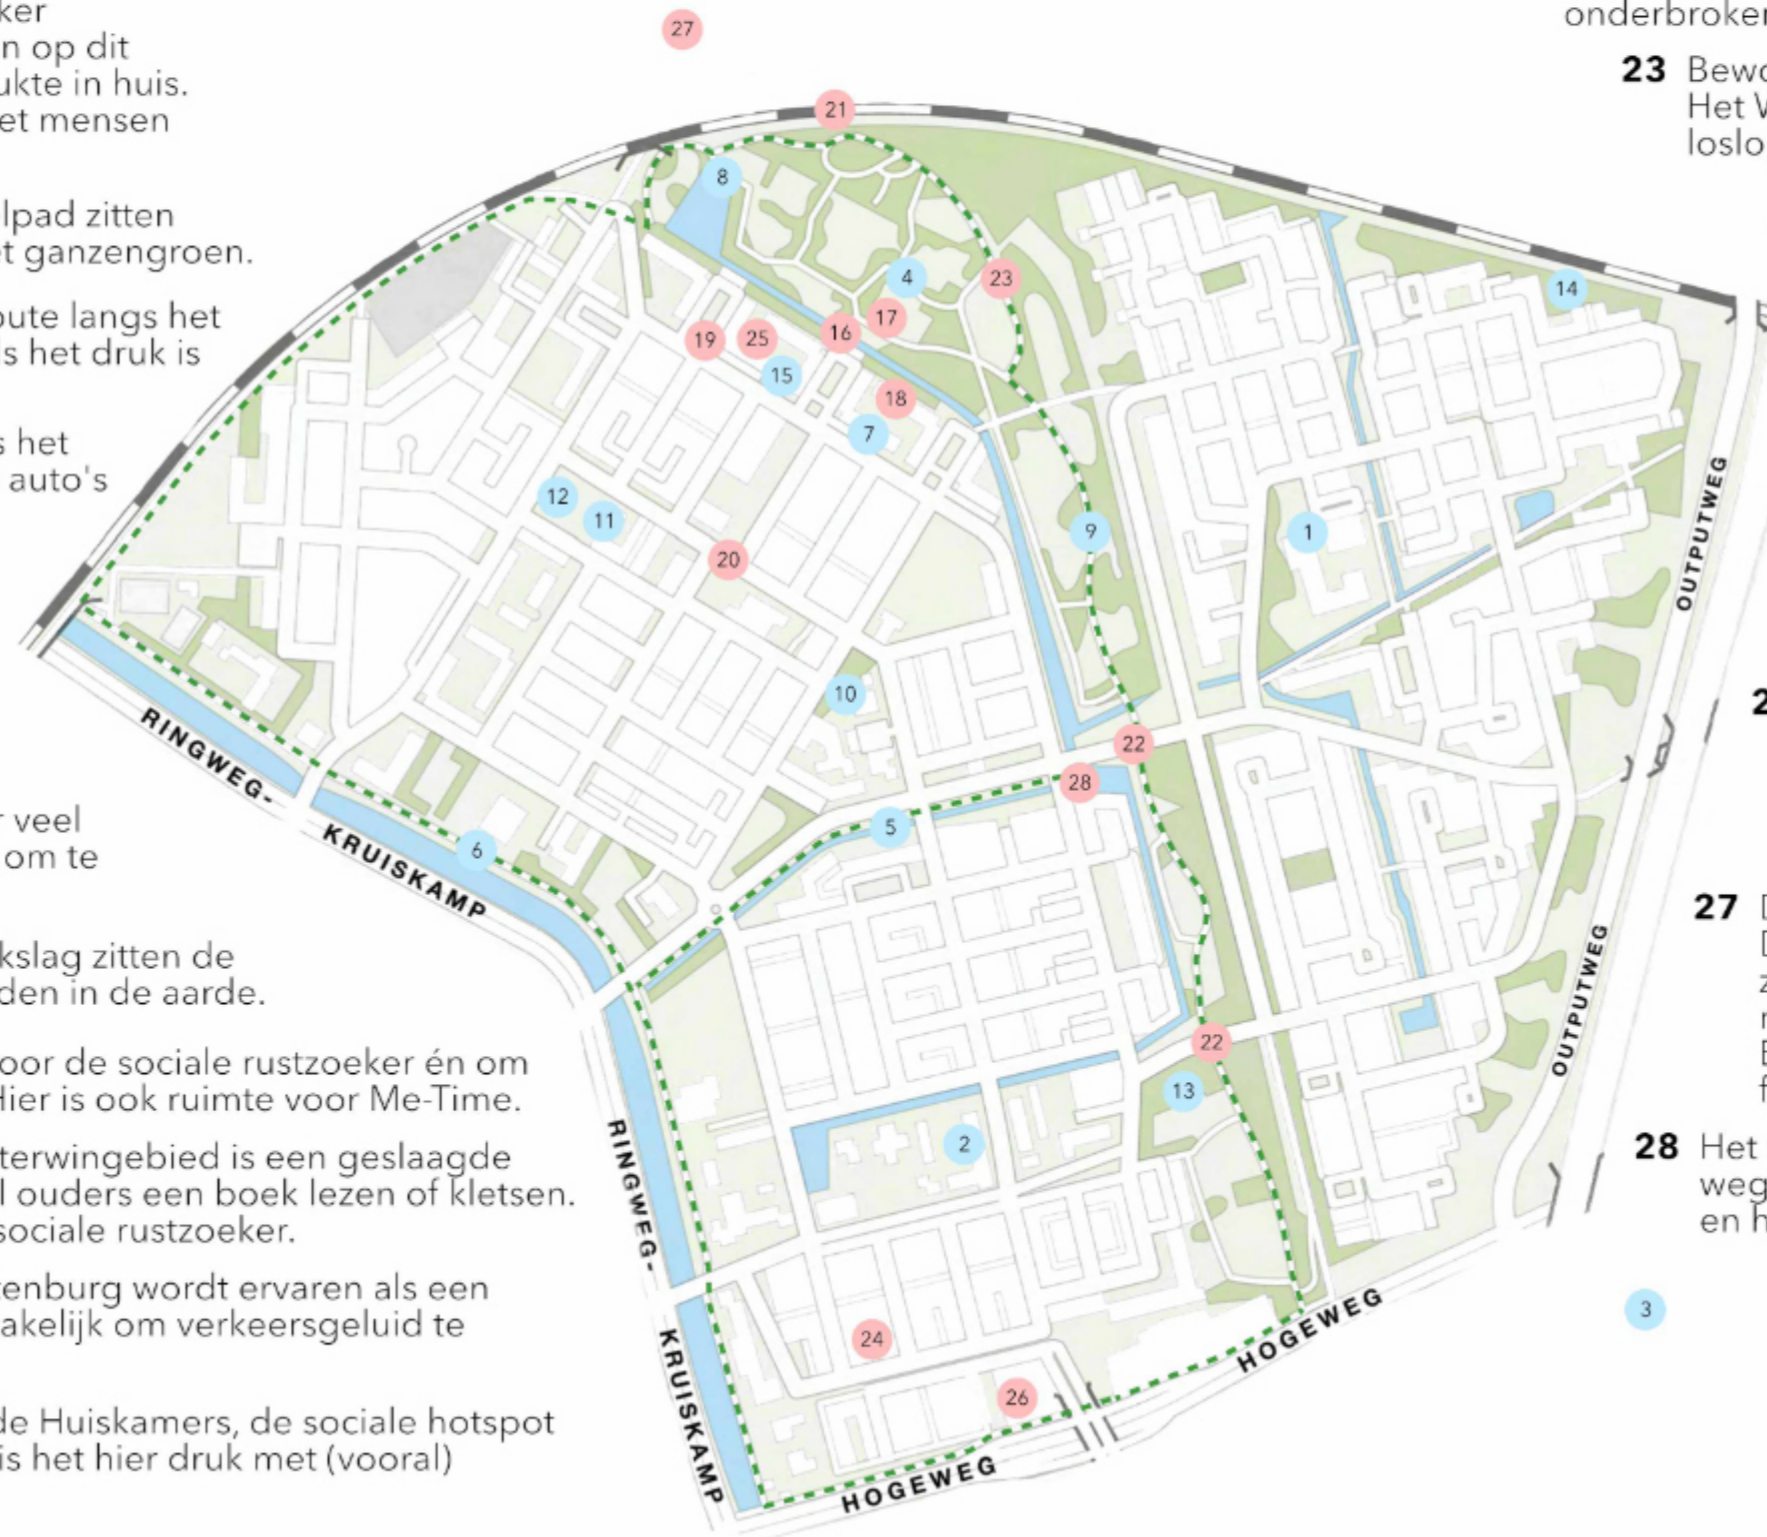 ker
n op dit
ukte in huis.
et mensen
lpad zitten
et ganzengroen.
oute langs het
ls het druk is
s het
auto's
r veel
om te
kslag zitten de
den in de aarde.
oor de sociale rustzoeker én om
Hier is ook ruimte voor Me-Time.
terwingebied is een geslaagde
l ouders een boek lezen of kletsen.
sociale rustzoeker.
tenburg wordt ervaren als een
akelijk om verkeersgeluid te
de Huiskamers, de sociale hotspot
is het hier druk met (vooral)
27
21
8
4
23
14
19
25
16
17
15
18
7
12
11
20
9
1
10
22
28
5
6
22
13
2
24
26
3
RINGWEG-
KRUISKAMP
RINGWEG-
KRUISKAMP
HOGEWEG
HOGEWEG
OUTPUTWEG
OUTPUTWEG
onderbroken
23 Bewo
Het W
loslo
2
27
28 Het
weg
en h